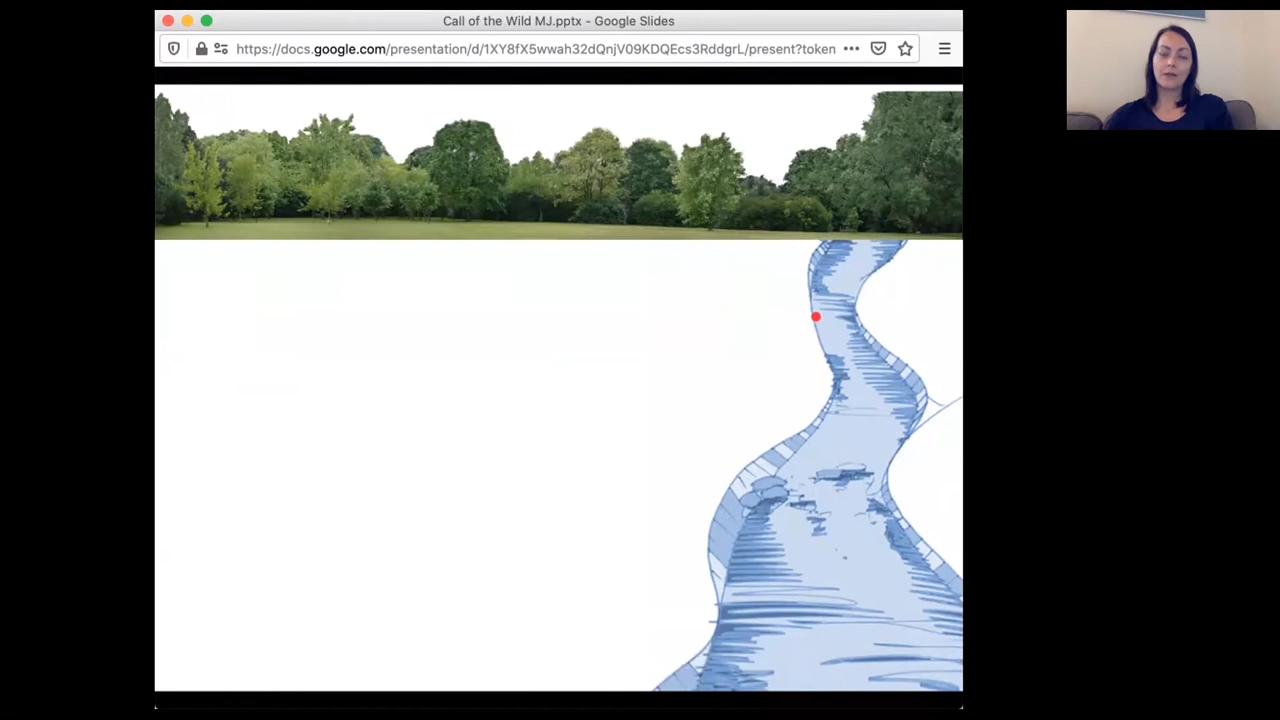 Call of the Wild MJ.pptx - Google Slides
https://docs.google.com/presentation/d/1XY8fX5wwah32dQnjV09KDQEcs3RddgrL/present?token